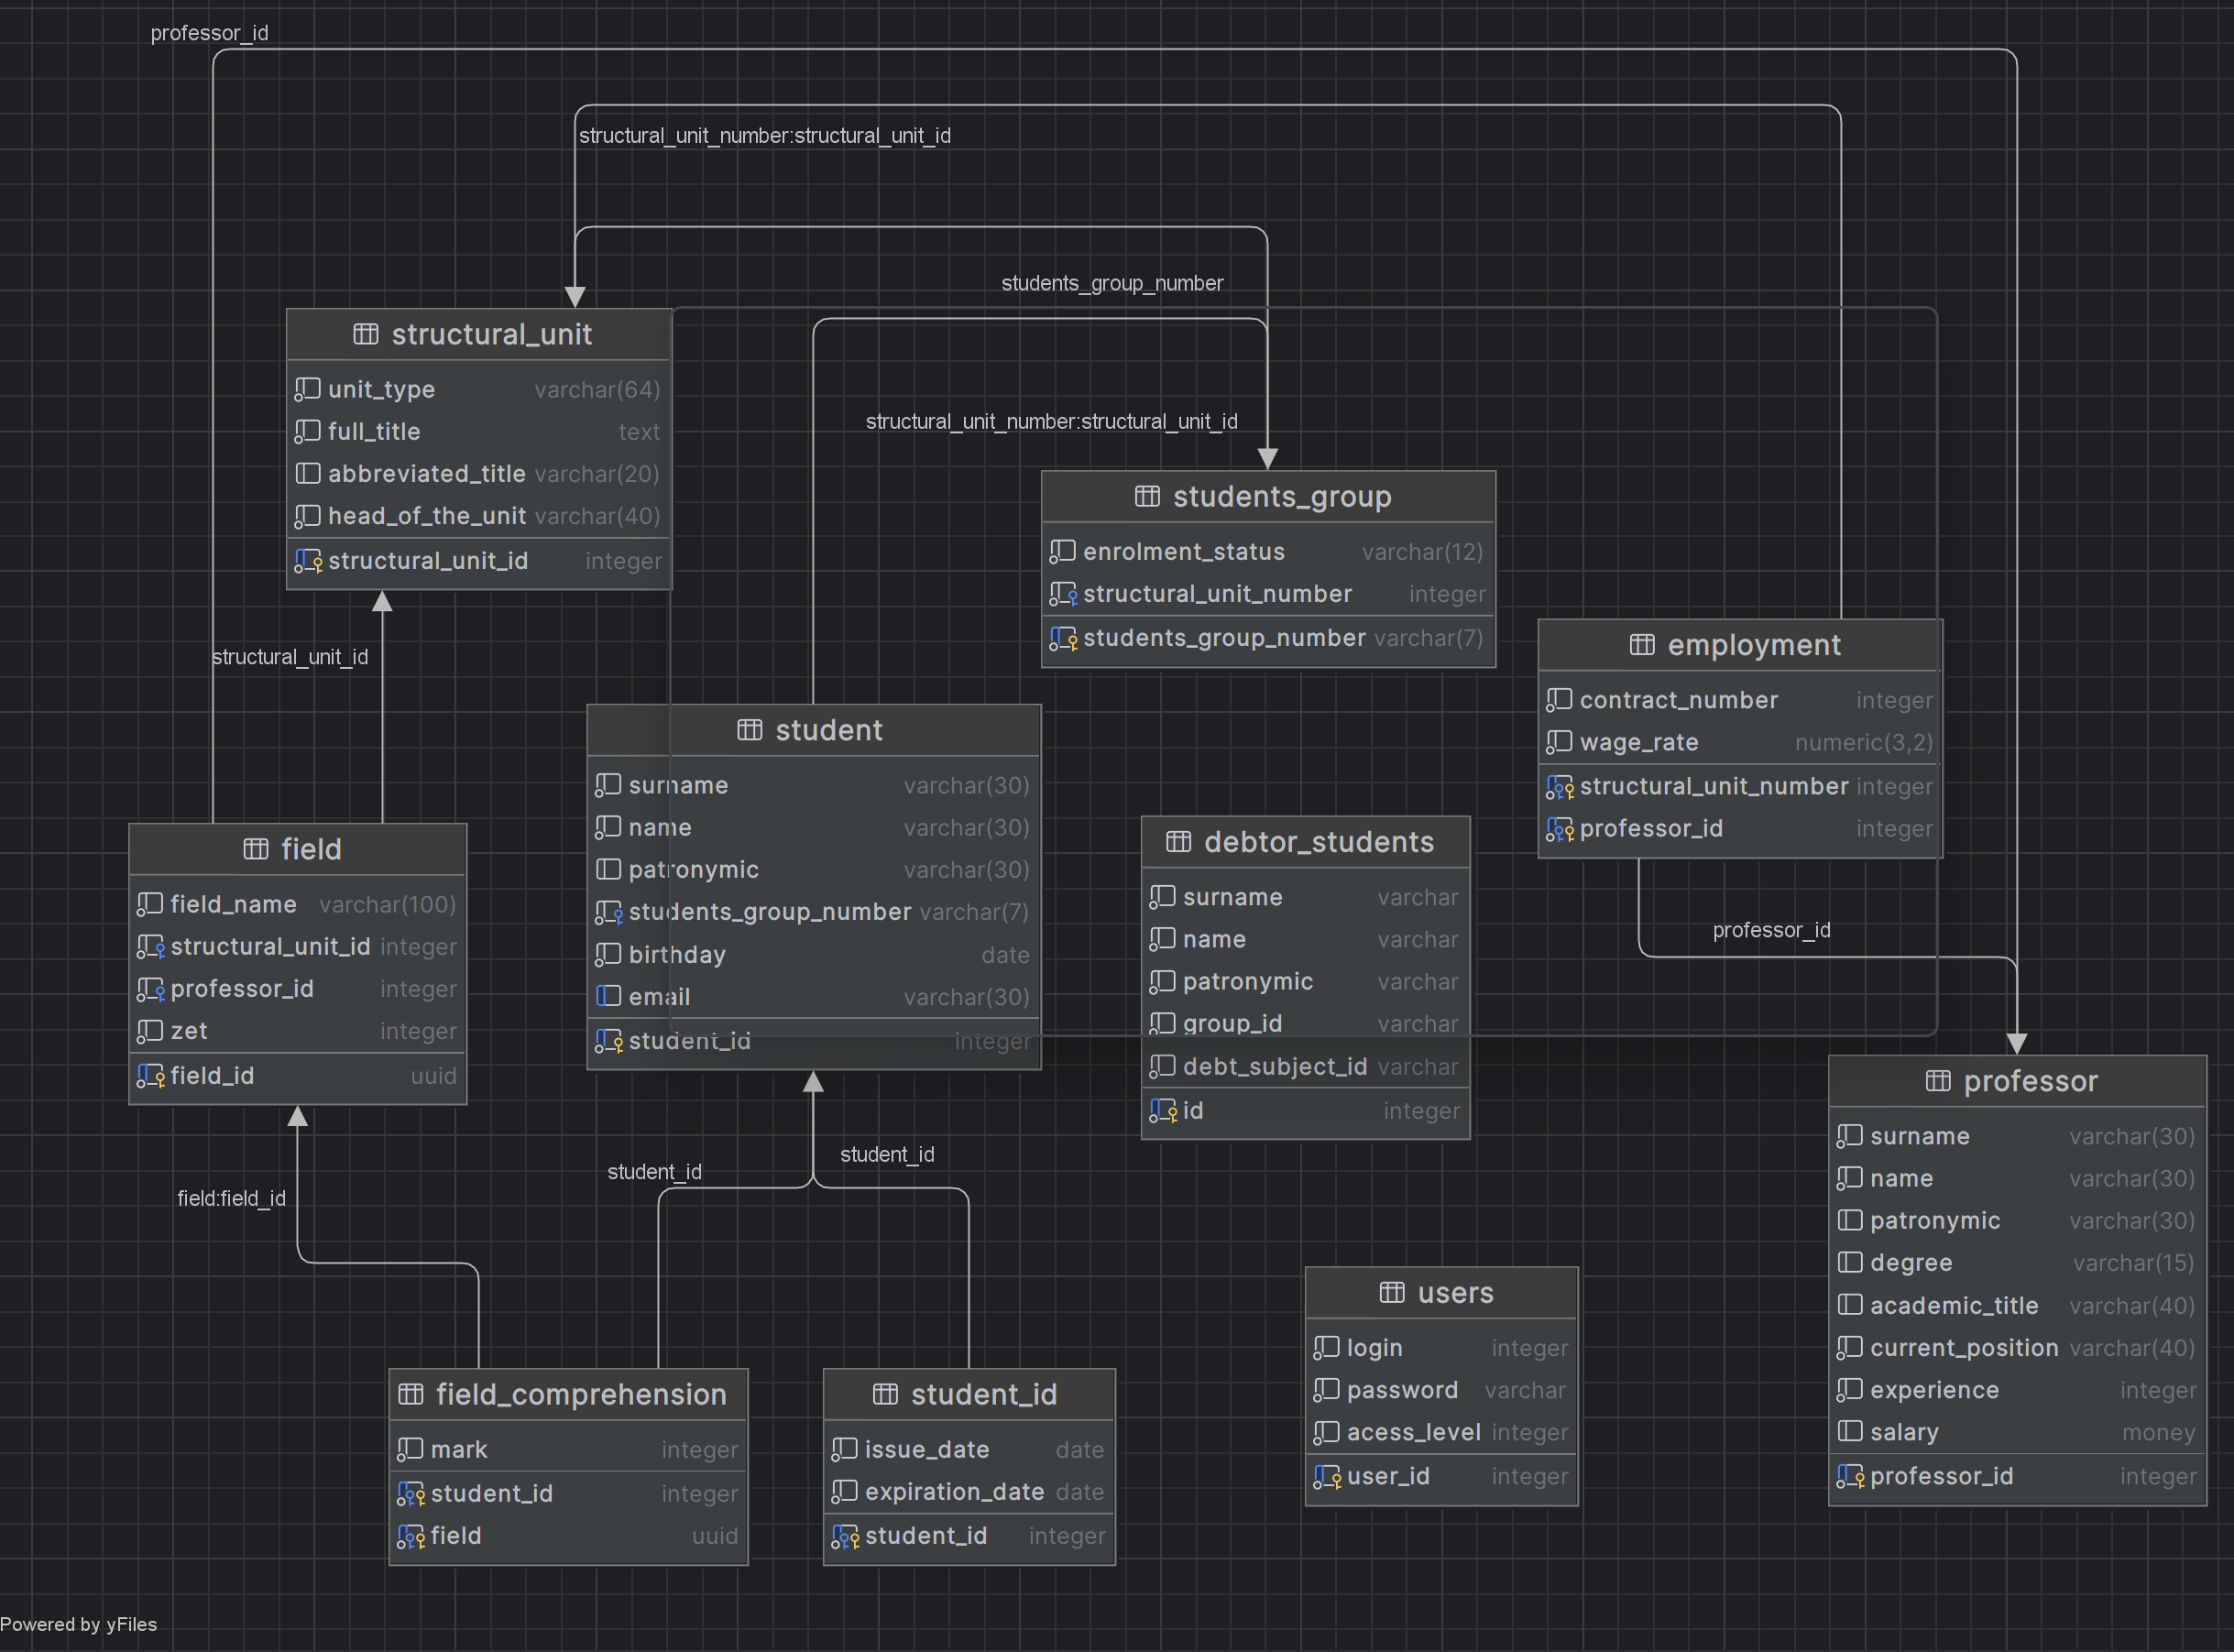 professor_id
structural_unit_number:structural_unit_id
students_group_number
structural_unit_number:structural_unit_id
structural_unit
unit_type varchar(64)
full_title text
abbreviated_title varchar(20)
head_of_the_unit varchar(40)
structural_unit_id integer
students_group
enrolment_status varchar(12)
structural_unit_number integer
students_group_number varchar(7)
employment
contract_number integer
wage_rate numeric(3,2)
structural_unit_number integer
professor_id integer
structural_unit_id
student
surname varchar(30)
name varchar(30)
patronymic varchar(30)
students_group_number varchar(7)
birthday date
email varchar(30)
student_id integer
field
field_name varchar(100)
structural_unit_id integer
professor_id integer
zet integer
field_id uuid
debtor_students
surname varchar
name varchar
patronymic varchar
group_id varchar
debt_subject_id varchar
id integer
professor_id
professor
surname varchar(30)
name varchar(30)
patronymic varchar(30)
degree varchar(15)
academic_title varchar(40)
current_position varchar(40)
experience integer
salary money
professor_id integer
student_id
student_id
field:field_id
field_comprehension
mark integer
student_id integer
field uuid
student_id
issue_date date
expiration_date date
student_id integer
users
login integer
password varchar
acess_level integer
user_id integer
Powered by yFiles